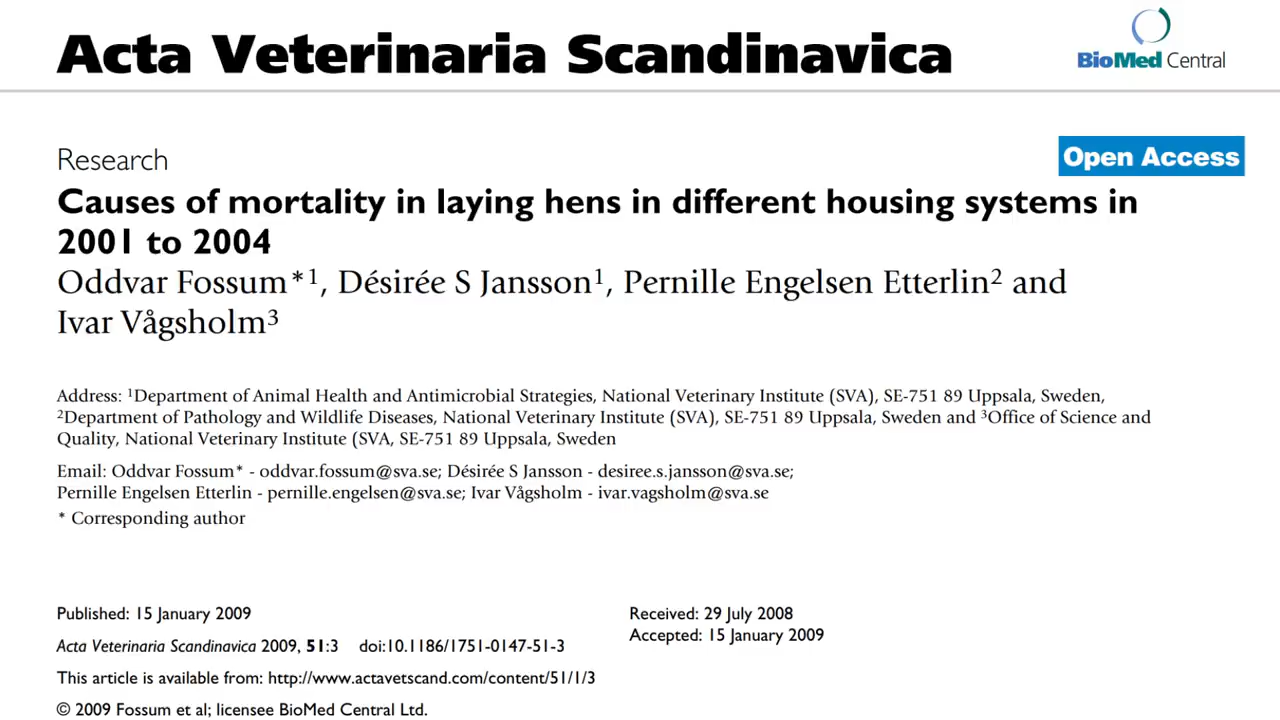 Acta Veterinaria Scandinavica
BioMed Central
Research
Open Access
Causes of mortality in laying hens in different housing systems in
2001 to 2004
Oddvar Fossum*1, Désirée S Jansson1, Pernille Engelsen Etterlin2 and
Ivar Vågsholm3
Address: 1Department of Animal Health and Antimicrobial Strategies, National Veterinary Institute (SVA), SE-751 89 Uppsala, Sweden,
2Department of Pathology and Wildlife Diseases, National Veterinary Institute (SVA), SE-751 89 Uppsala, Sweden and 3Office of Science and
Quality, National Veterinary Institute (SVA, SE-751 89 Uppsala, Sweden
Email: Oddvar Fossum* - oddvar.fossum@sva.se; Désirée S Jansson - desiree.s.jansson@sva.se;
Pernille Engelsen Etterlin - pernille.engelsen@sva.se; Ivar Vågsholm - ivar.vagsholm@sva.se
* Corresponding author
Published: 15 January 2009
Acta Veterinaria Scandinavica 2009, 51:3 doi:10.1186/1751-0147-51-3
This article is available from: http://www.actavetscand.com/content/51/1/3
© 2009 Fossum et al; licensee BioMed Central Ltd.
Received: 29 July 2008
Accepted: 15 January 2009